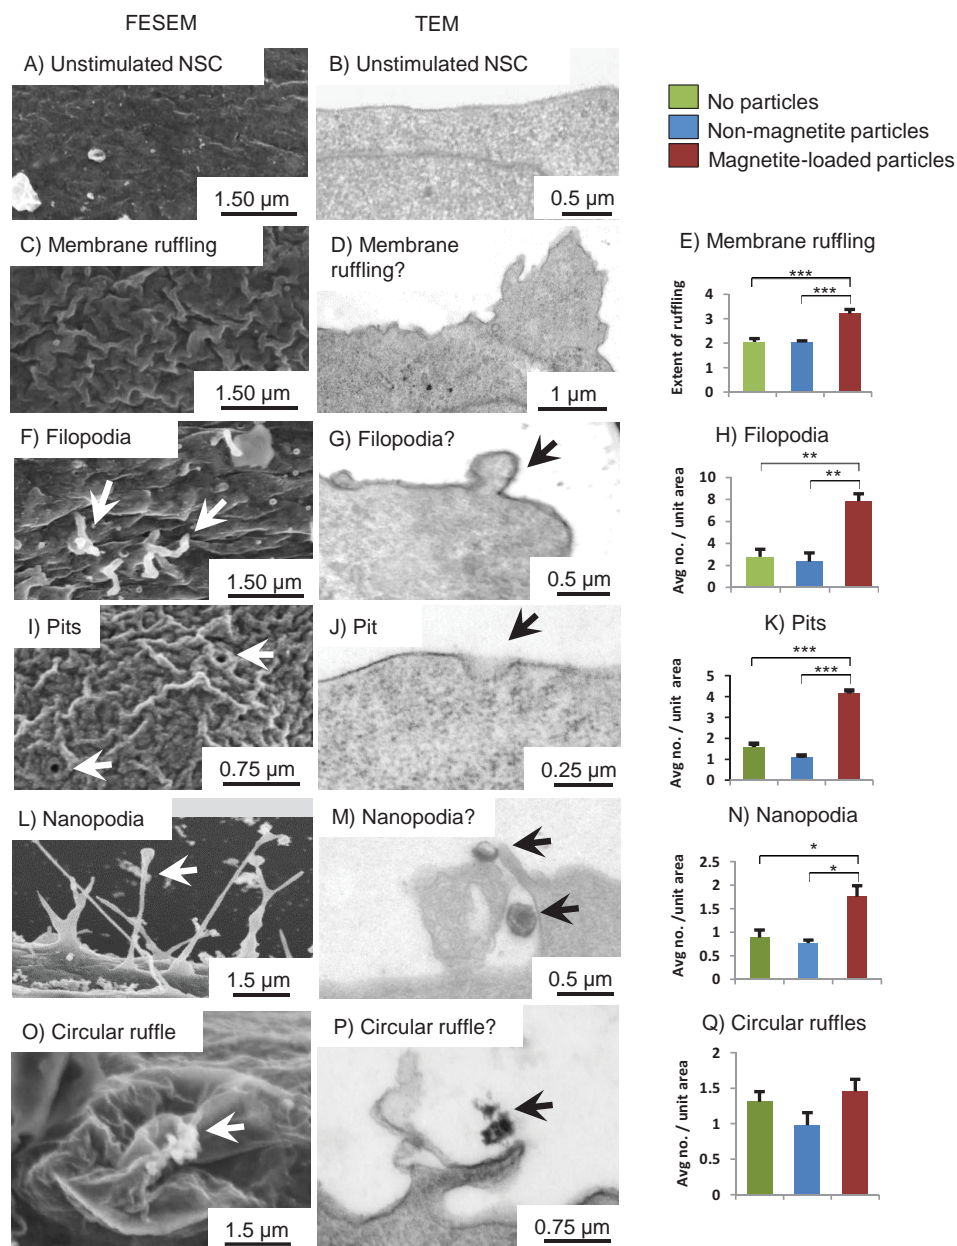 FESEM
TEM
A) Unstimulated NSC
1.50 µm
B) Unstimulated NSC
0.5 µm
No particles
Non-magnetite particles
Magnetite-loaded particles
C) Membrane ruffling
1.50 µm
D) Membrane
ruffling?
1 µm
E) Membrane ruffling
***
***
Extent of ruffling
4
3
2
1
0
F) Filopodia
1.50 µm
G) Filopodia?
0.5 µm
H) Filopodia
**
**
Avg no. / unit area
10
8
6
4
2
0
I) Pits
0.75 µm
J) Pit
0.25 µm
K) Pits
***
***
Avg no. / unit area
5
4
3
2
1
0
L) Nanopodia
1.5 µm
M) Nanopodia?
0.5 µm
N) Nanopodia
*
*
Avg no. /unit area
2.5
2
1.5
1
0.5
0
O) Circular ruffle
1.5 µm
P) Circular ruffle?
0.75 µm
Q) Circular ruffles
Avg no. / unit area
2
1.5
1
0.5
0